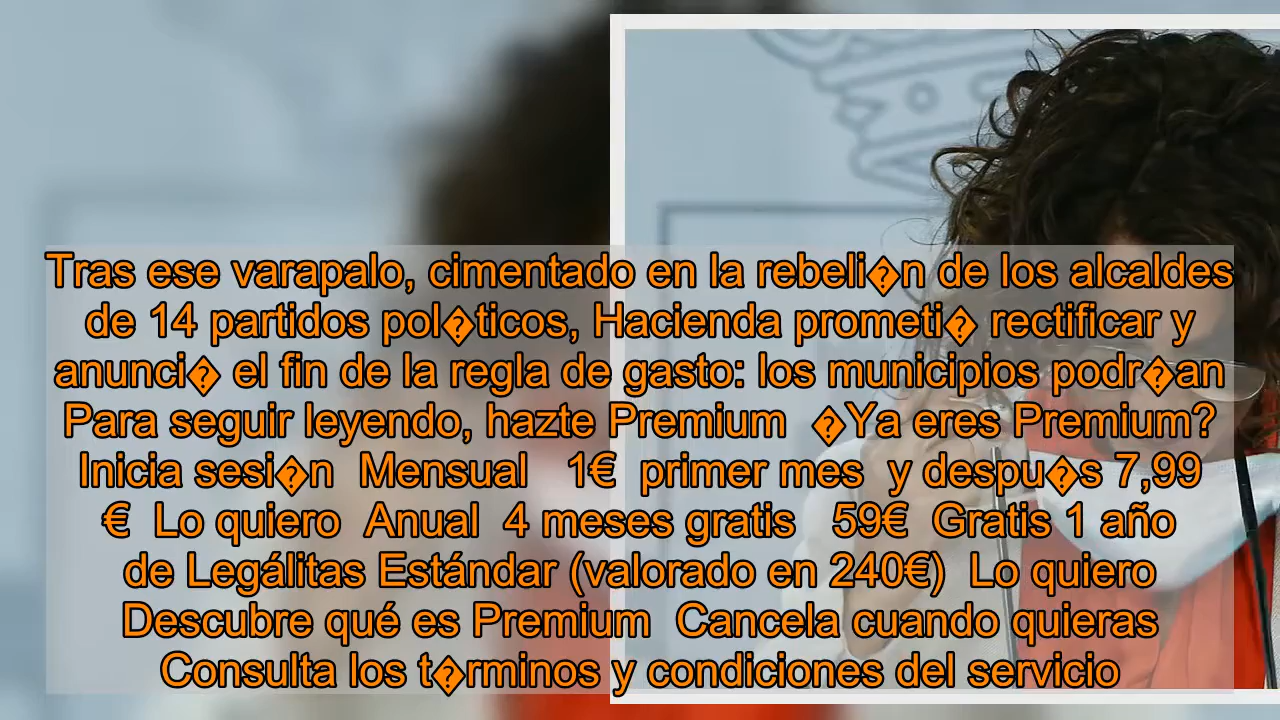 Tras ese varapalo, cimentado en la rebeli�n de los alcaldes
de 14 partidos pol�ticos, Hacienda prometi� rectificar y
anunci� el fin de la regla de gasto: los municipios podr�an
Para seguir leyendo, hazte Premium �Ya eres Premium?
Inicia sesi�n Mensual 1€ primer mes y despu�s 7,99
€ Lo quiero Anual 4 meses gratis 59€ Gratis 1 año
de Legálitas Estándar (valorado en 240€) Lo quiero
Descubre qué es Premium Cancela cuando quieras
Consulta los t�rminos y condiciones del servicio